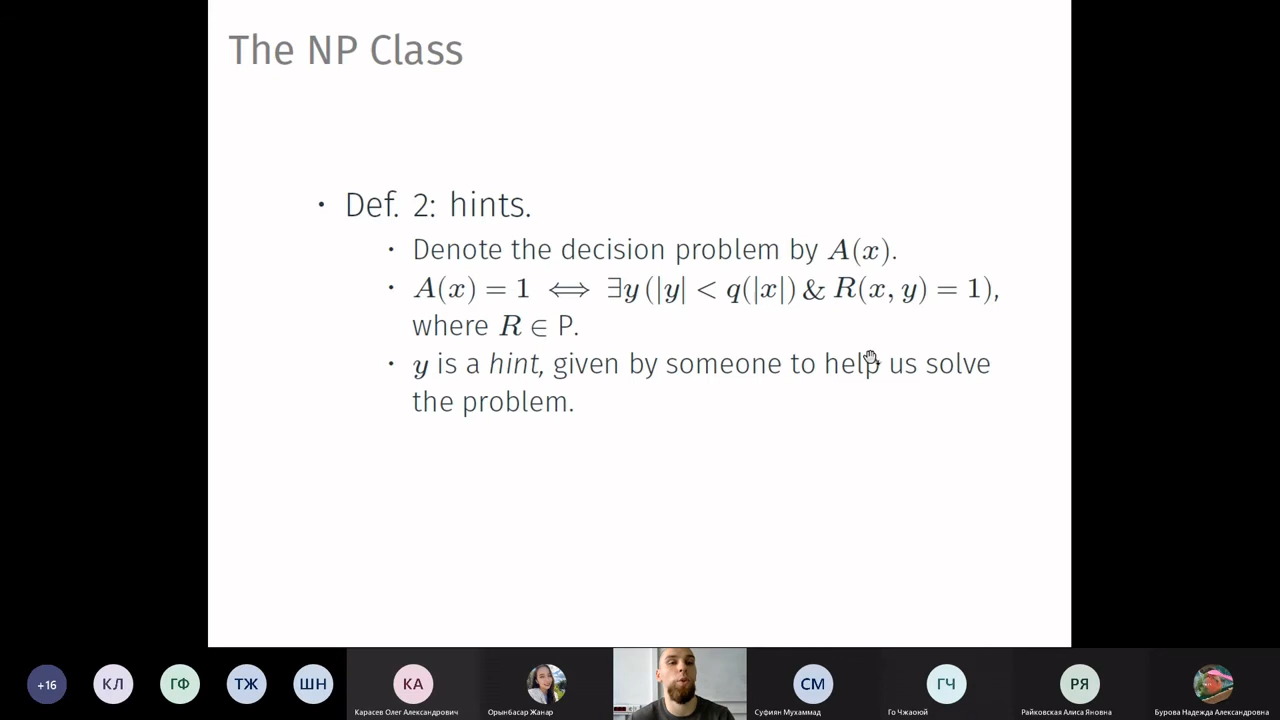 The NP Class
• Def. 2: hints.
• Denote the decision problem by A(x).
• A(x) = 1 ⟺ ∃y (|y| < q(|x|) & R(x, y) = 1),
where R ∈ P.
• y is a hint, given by someone to help us solve
the problem.
+16
КЛ
ГФ
ТЖ
ШН
КА
СМ
ГЧ
РЯ
Карасев Олег Александрович
Орынбасар Жанар
Суфиян Мухаммад
Го Чжаоюй
Райковская Алиса Яновна
Бурова Надежда Александровна